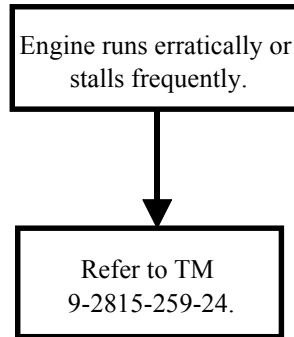 Engine runs erratically or
stalls frequently.
Refer to TM
9-2815-259-24.